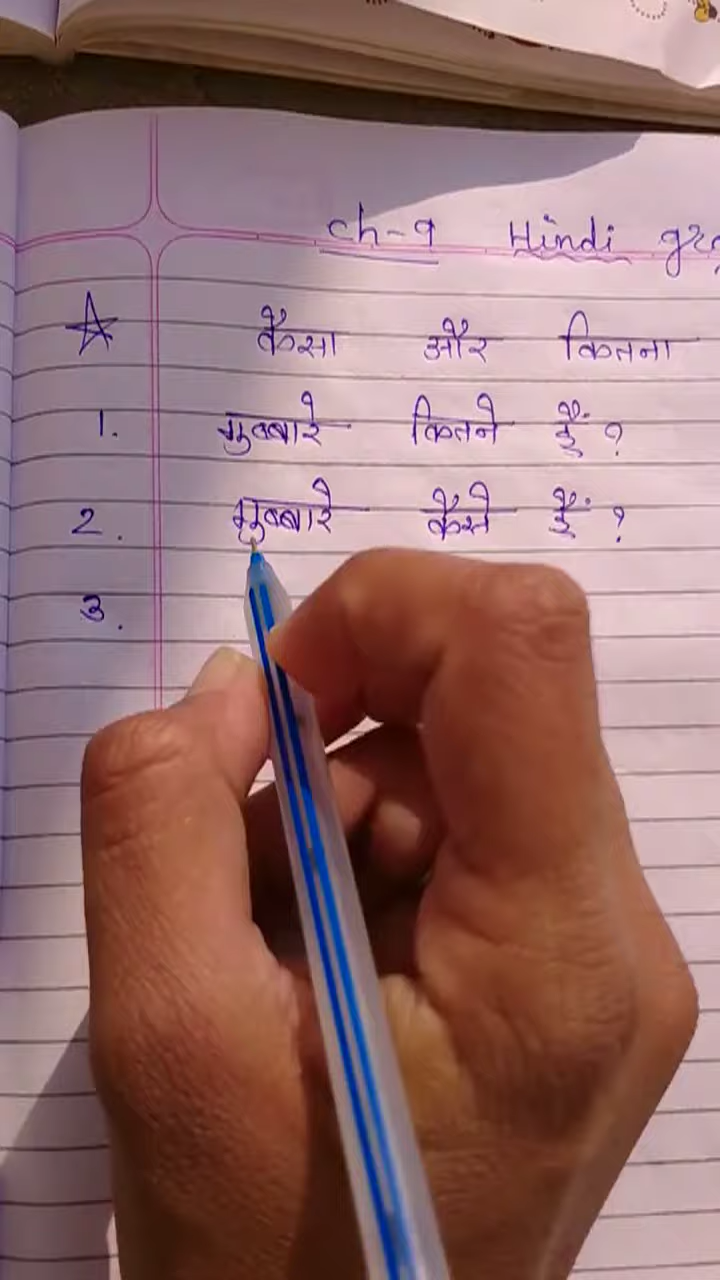 ch-9 Hindi
☆ कैसा और कितना
1. गुब्बारे कितने हैं ?
2. गुब्बारे कैसे हैं ?
3.